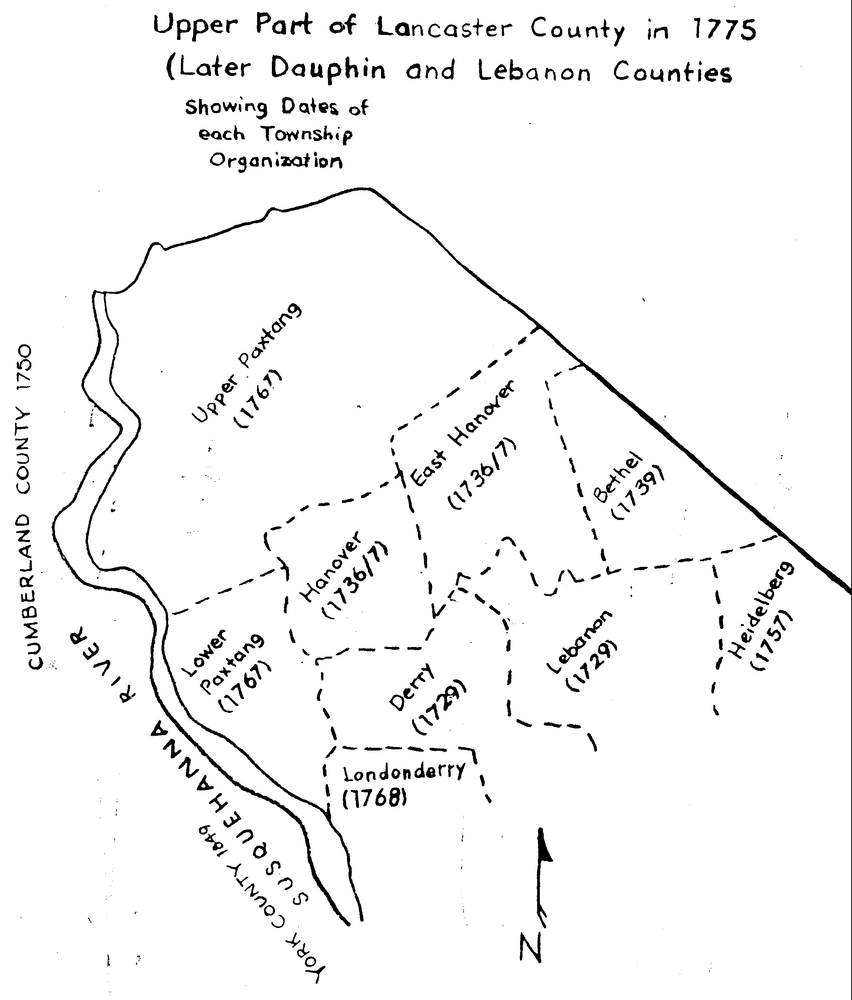 Upper Part of Lancaster County in 1775
(Later Dauphin and Lebanon Counties
Showing Dates of
each Township
Organization
CUMBERLAND COUNTY 1750
Upper Paxtang
(1767)
East Hanover
(1736/7)
Bethel
(1739)
Hanover
(1736/7)
Heidelberg
(1757)
Lebanon
(1729)
Lower
Paxtang
(1767)
Derry
(1729)
Londonderry
(1768)
SUSQUEHANNA RIVER
YORK COUNTY 1849
N